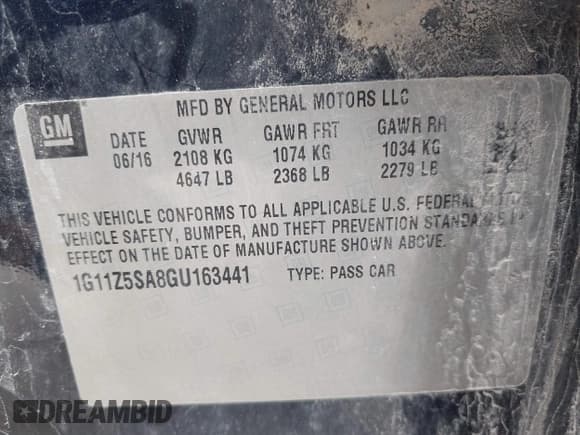 GM
MFD BY GENERAL MOTORS LLC
DATE GVWR GAWR FRT GAWR RR
06/16 2108 KG 1074 KG 1034 KG
4647 LB 2368 LB 2279 LB
THIS VEHICLE CONFORMS TO ALL APPLICABLE U.S. FEDERAL
VEHICLE SAFETY, BUMPER, AND THEFT PREVENTION STANDARDS IN
EFFECT ON THE DATE OF MANUFACTURE SHOWN ABOVE.
1G11Z5SA8GU163441 TYPE: PASS CAR
DREAMBID